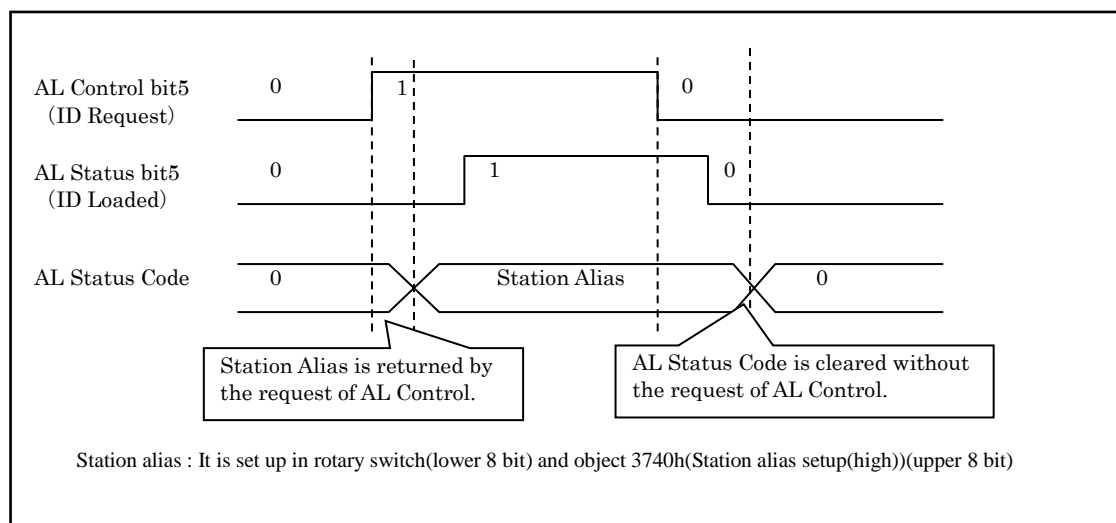 AL Control bit5
（ID Request）
0
1
0
AL Status bit5
（ID Loaded）
0
1
0
AL Status Code
0
Station Alias
0
Station Alias is returned by
the request of AL Control.
AL Status Code is cleared without
the request of AL Control.
Station alias : It is set up in rotary switch(lower 8 bit) and object 3740h(Station alias setup(high))(upper 8 bit)